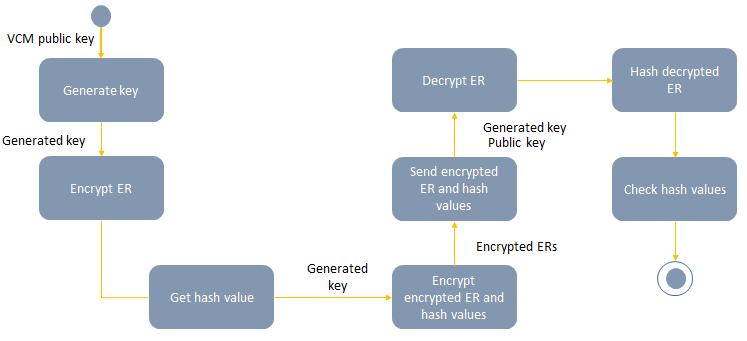 VCM public key
Generate key
Generated key
Encrypt ER
Get hash value
Generated
key
Encrypt
encrypted ER and
hash values
Encrypted ERs
Send encrypted
ER and hash
values
Generated key
Public key
Decrypt ER
Hash decrypted
ER
Check hash values